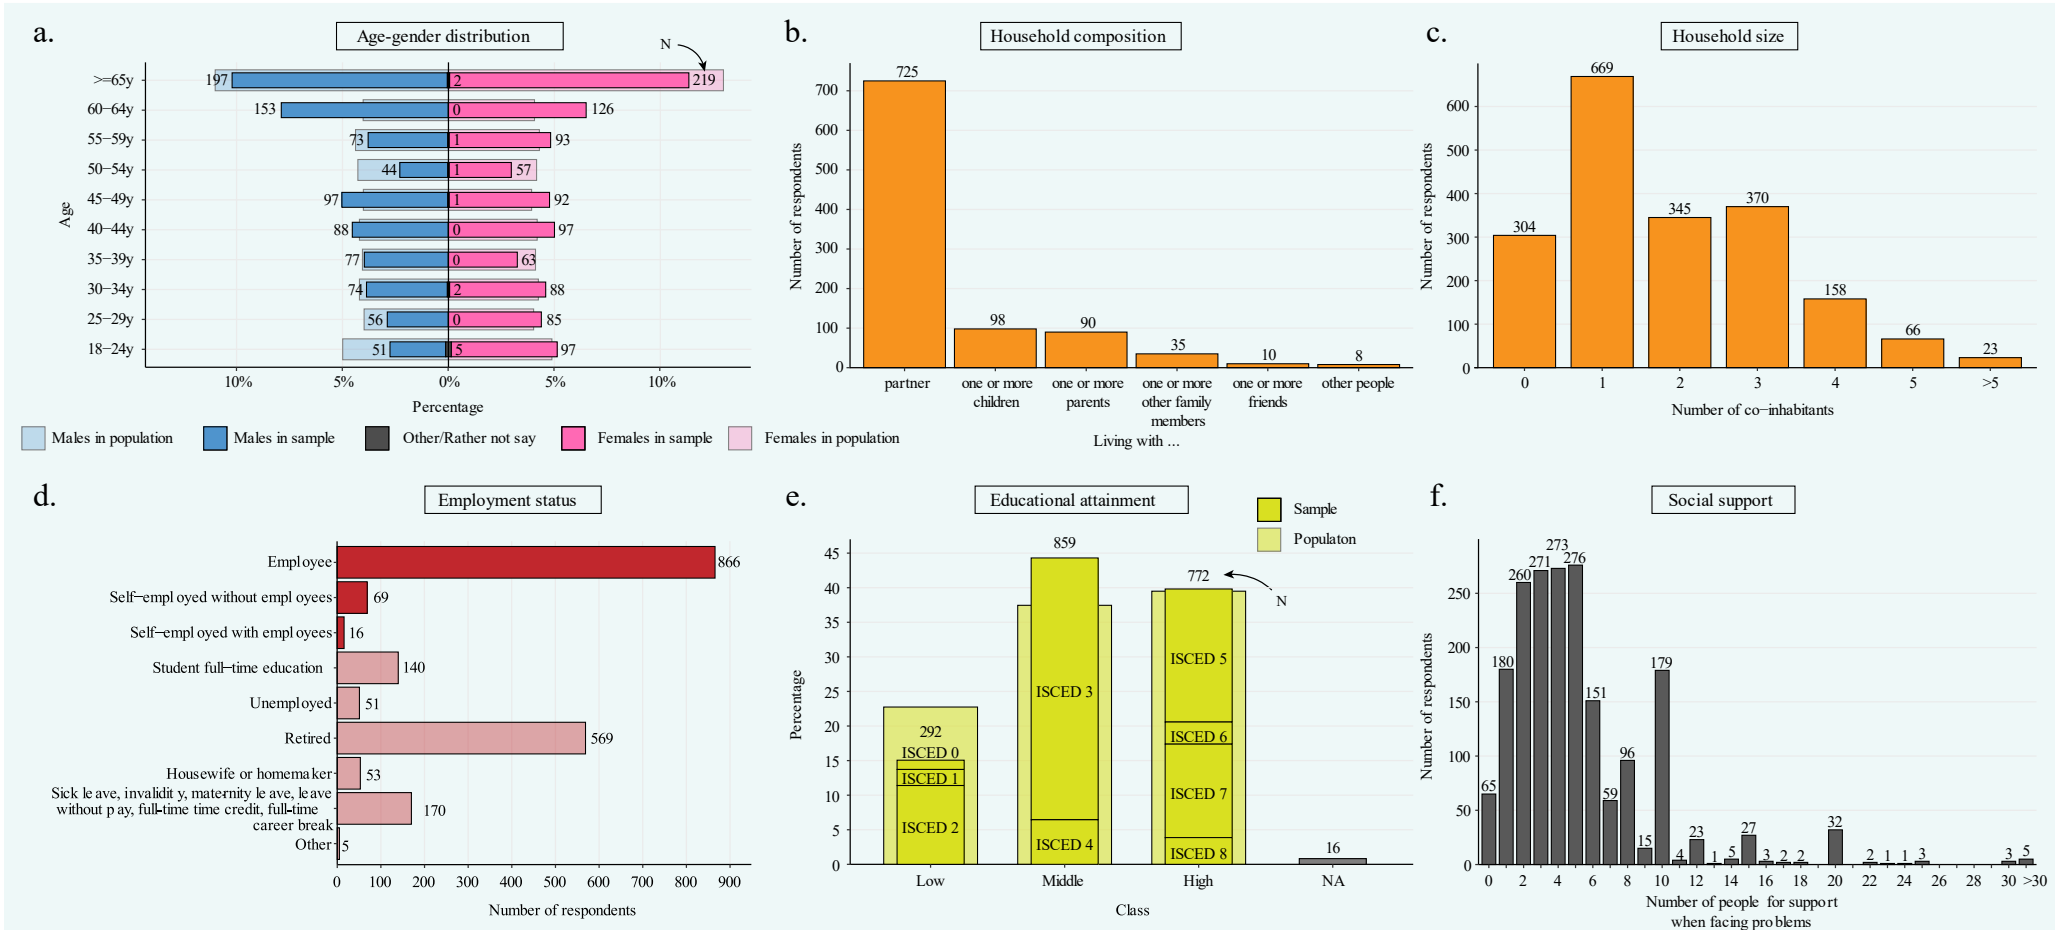 a.
Age-gender distribution
N
>=65y
197
2
219
60−64y
153
0
126
55−59y
73
1
93
50−54y
44
1
57
45−49y
97
1
92
40−44y
88
0
97
35−39y
77
0
63
30−34y
74
2
88
25−29y
56
0
85
18−24y
51
5
97
Age
10%
5%
0%
5%
10%
Percentage
Males in population
Males in sample
Other/Rather not say
Females in sample
Females in population
b.
Household composition
Number of respondents
700
600
500
400
300
200
100
0
725
98
90
35
10
8
partner
one or more
children
one or more
parents
one or more
other family
members
one or more
friends
other people
Living with ...
c.
Household size
Number of respondents
600
500
400
300
200
100
0
304
669
345
370
158
66
23
0
1
2
3
4
5
>5
Number of co−inhabitants
d.
Employment status
Employee
866
Self−employed without employees
69
Self−employed with employees
16
Student full−time education
140
Unemployed
51
Retired
569
Housewife or homemaker
53
Sick leave, invalidity, maternity leave, leave
without pay, full-time time credit, full-time
career break
170
Other
5
0
100
200
300
400
500
600
700
800
900
Number of respondents
e.
Educational attainment
Sample
Populaton
Percentage
45
40
35
30
25
20
15
10
5
0
292
ISCED 0
ISCED 1
ISCED 2
859
ISCED 3
ISCED 4
772
N
ISCED 5
ISCED 6
ISCED 7
ISCED 8
16
Low
Middle
High
NA
Class
f.
Social support
Number of respondents
250
200
150
100
50
0
65
180
260
271
273
276
151
59
96
15
179
4
23
1
5
27
3
2
2
32
2
1
1
3
3
5
0
2
4
6
8
10
12
14
16
18
20
22
24
26
28
30
>30
Number of people for support
when facing problems